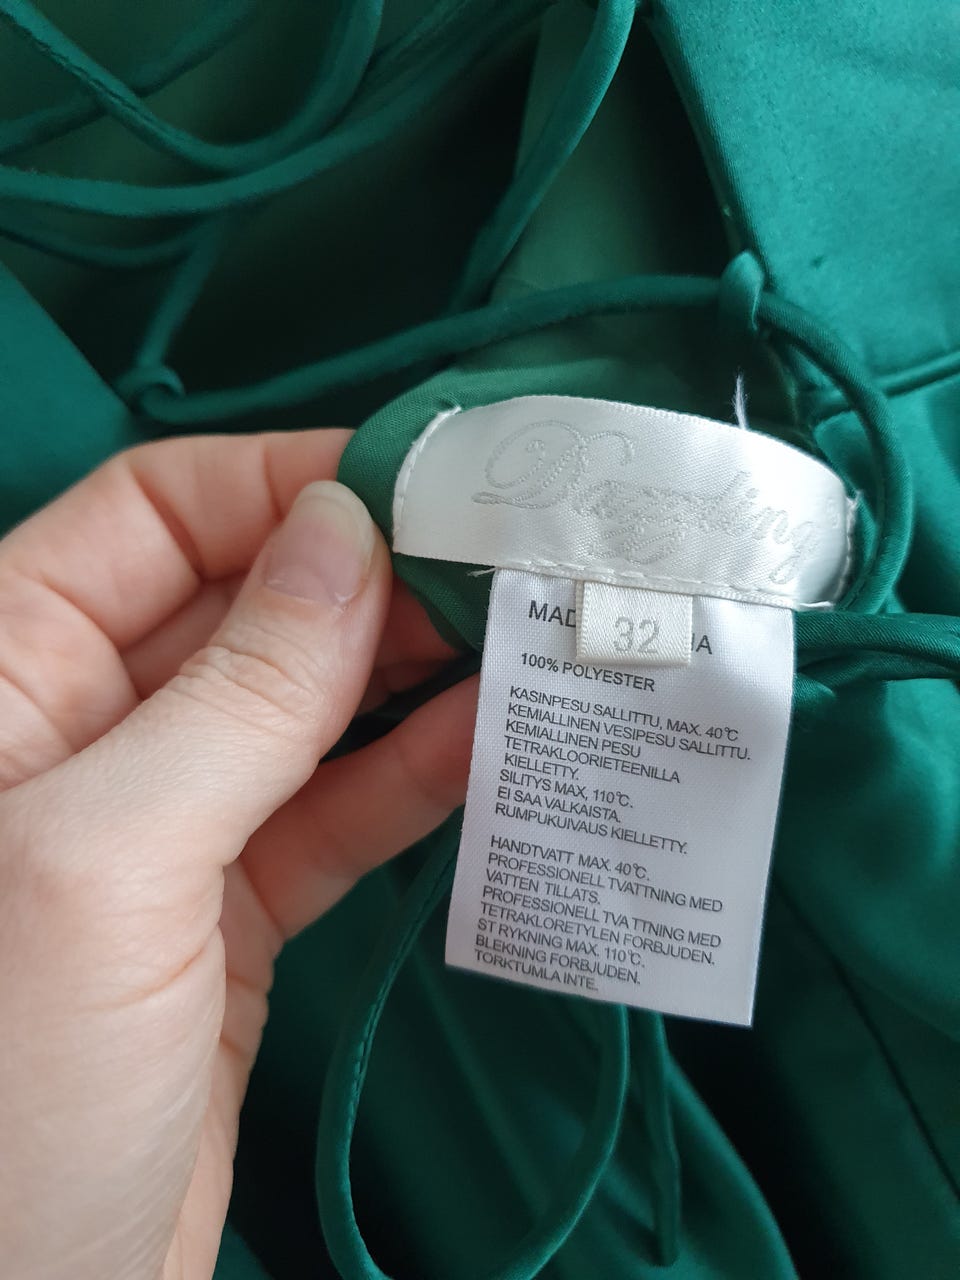 Dazzling®
MAD
32
A
100% POLYESTER
KASINPESU SALLITTU, MAX. 40℃
KEMIALLINEN VESIPESU SALLITTU.
KEMIALLINEN PESU
TETRAKLOORIETEENILLA
KIELLETTY.
SILITYS MAX, 110℃.
EI SAA VALKAISTA.
RUMPUKUIVAUS KIELLETTY.
HANDTVATT MAX. 40℃.
PROFESSIONELL TVATTNING MED
VATTEN TILLATS.
PROFESSIONELL TVA TTNING MED
TETRAKLORETYLEN FORBJUDEN.
ST RYKNING MAX. 110℃.
BLEKNING FORBJUDEN.
TORKTUMLA INTE.